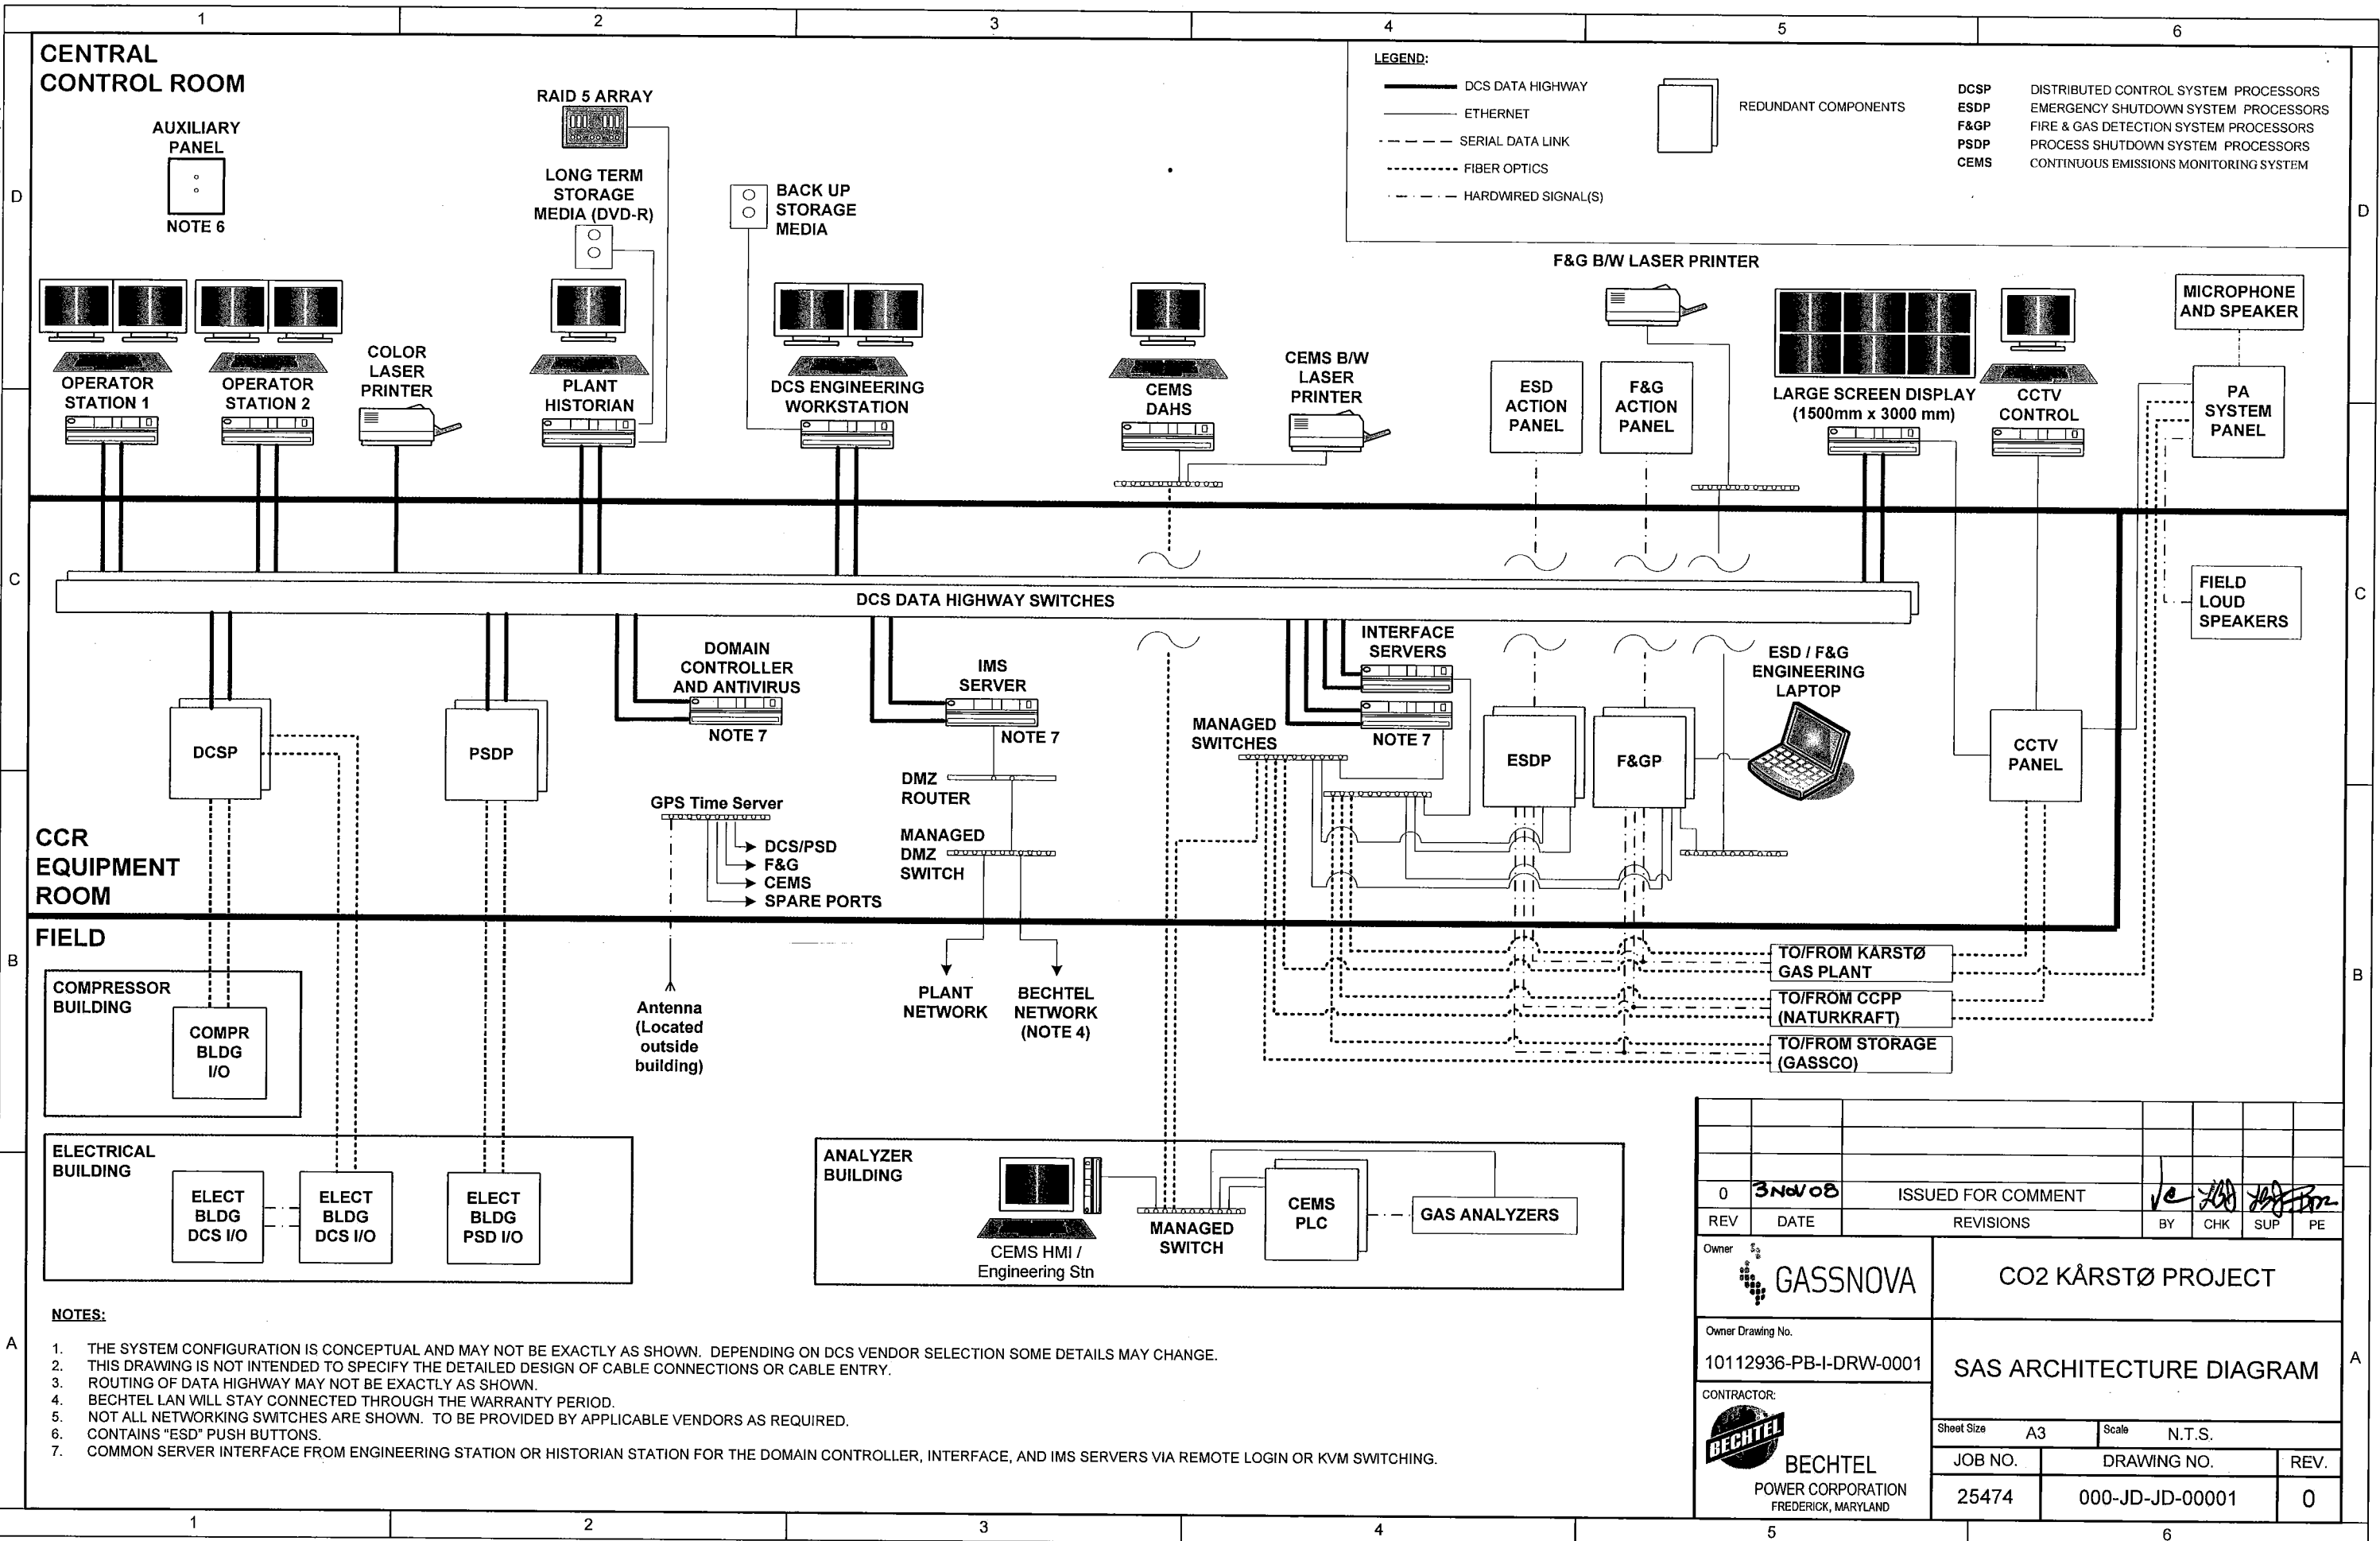 1 2 3 4 5 6
CENTRAL
CONTROL ROOM
AUXILIARY
PANEL
NOTE 6
RAID 5 ARRAY
LONG TERM
STORAGE
MEDIA (DVD-R)
BACK UP
STORAGE
MEDIA
LEGEND:
DCS DATA HIGHWAY
ETHERNET
SERIAL DATA LINK
FIBER OPTICS
HARDWIRED SIGNAL(S)
REDUNDANT COMPONENTS
DCSP DISTRIBUTED CONTROL SYSTEM PROCESSORS
ESDP EMERGENCY SHUTDOWN SYSTEM PROCESSORS
F&GP FIRE & GAS DETECTION SYSTEM PROCESSORS
PSDP PROCESS SHUTDOWN SYSTEM PROCESSORS
CEMS CONTINUOUS EMISSIONS MONITORING SYSTEM
D
D
OPERATOR
STATION 1
OPERATOR
STATION 2
COLOR
LASER
PRINTER
PLANT
HISTORIAN
DCS ENGINEERING
WORKSTATION
CEMS
DAHS
CEMS B/W
LASER
PRINTER
ESD
ACTION
PANEL
F&G B/W LASER PRINTER
F&G
ACTION
PANEL
LARGE SCREEN DISPLAY
(1500mm x 3000 mm)
CCTV
CONTROL
MICROPHONE
AND SPEAKER
PA
SYSTEM
PANEL
C
DCS DATA HIGHWAY SWITCHES
FIELD
LOUD
SPEAKERS
C
DCSP
PSDP
DOMAIN
CONTROLLER
AND ANTIVIRUS
NOTE 7
IMS
SERVER
NOTE 7
INTERFACE
SERVERS
NOTE 7
MANAGED
SWITCHES
ESDP
F&GP
ESD / F&G
ENGINEERING
LAPTOP
CCTV
PANEL
DMZ
ROUTER
MANAGED
DMZ
SWITCH
GPS Time Server
DCS/PSD
F&G
CEMS
SPARE PORTS
CCR
EQUIPMENT
ROOM
FIELD
B
B
COMPRESSOR
BUILDING
COMPR
BLDG
I/O
Antenna
(Located
outside
building)
PLANT
NETWORK
BECHTEL
NETWORK
(NOTE 4)
TO/FROM KÅRSTØ
GAS PLANT
TO/FROM CCPP
(NATURKRAFT)
TO/FROM STORAGE
(GASSCO)
ELECTRICAL
BUILDING
ELECT
BLDG
DCS I/O
ELECT
BLDG
DCS I/O
ELECT
BLDG
PSD I/O
ANALYZER
BUILDING
CEMS HMI /
Engineering Stn
MANAGED
SWITCH
CEMS
PLC
GAS ANALYZERS
0 3 NOV 08 ISSUED FOR COMMENT
REV DATE REVISIONS BY CHK SUP PE
Owner
GASSNOVA
CO2 KÅRSTØ PROJECT
Owner Drawing No.
10112936-PB-I-DRW-0001
SAS ARCHITECTURE DIAGRAM
CONTRACTOR:
BECHTEL
BECHTEL
POWER CORPORATION
FREDERICK, MARYLAND
Sheet Size A3 Scale N.T.S.
JOB NO. DRAWING NO. REV.
25474 000-JD-JD-00001 0
A
A
NOTES:
1. THE SYSTEM CONFIGURATION IS CONCEPTUAL AND MAY NOT BE EXACTLY AS SHOWN. DEPENDING ON DCS VENDOR SELECTION SOME DETAILS MAY CHANGE.
2. THIS DRAWING IS NOT INTENDED TO SPECIFY THE DETAILED DESIGN OF CABLE CONNECTIONS OR CABLE ENTRY.
3. ROUTING OF DATA HIGHWAY MAY NOT BE EXACTLY AS SHOWN.
4. BECHTEL LAN WILL STAY CONNECTED THROUGH THE WARRANTY PERIOD.
5. NOT ALL NETWORKING SWITCHES ARE SHOWN. TO BE PROVIDED BY APPLICABLE VENDORS AS REQUIRED.
6. CONTAINS "ESD" PUSH BUTTONS.
7. COMMON SERVER INTERFACE FROM ENGINEERING STATION OR HISTORIAN STATION FOR THE DOMAIN CONTROLLER, INTERFACE, AND IMS SERVERS VIA REMOTE LOGIN OR KVM SWITCHING.
1 2 3 4 5 6